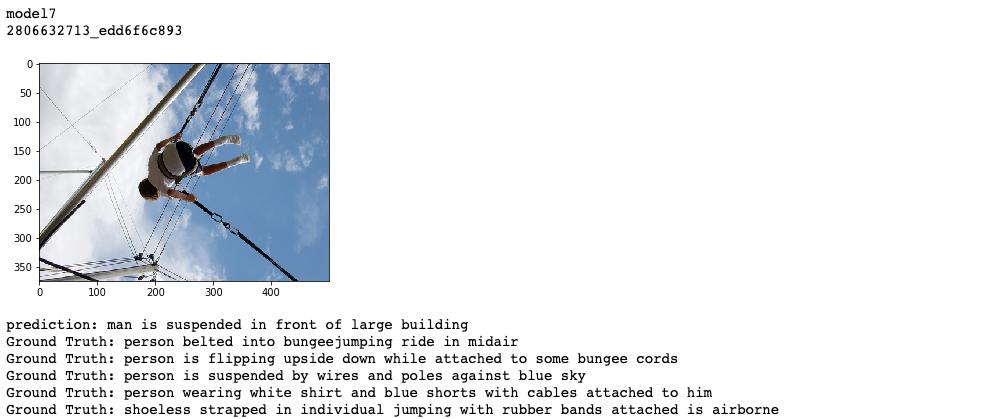 model7
2806632713_edd6f6c893
0
50
100
150
200
250
300
350
0 100 200 300 400
prediction: man is suspended in front of large building
Ground Truth: person belted into bungeejumping ride in midair
Ground Truth: person is flipping upside down while attached to some bungee cords
Ground Truth: person is suspended by wires and poles against blue sky
Ground Truth: person wearing white shirt and blue shorts with cables attached to him
Ground Truth: shoeless strapped in individual jumping with rubber bands attached is airborne